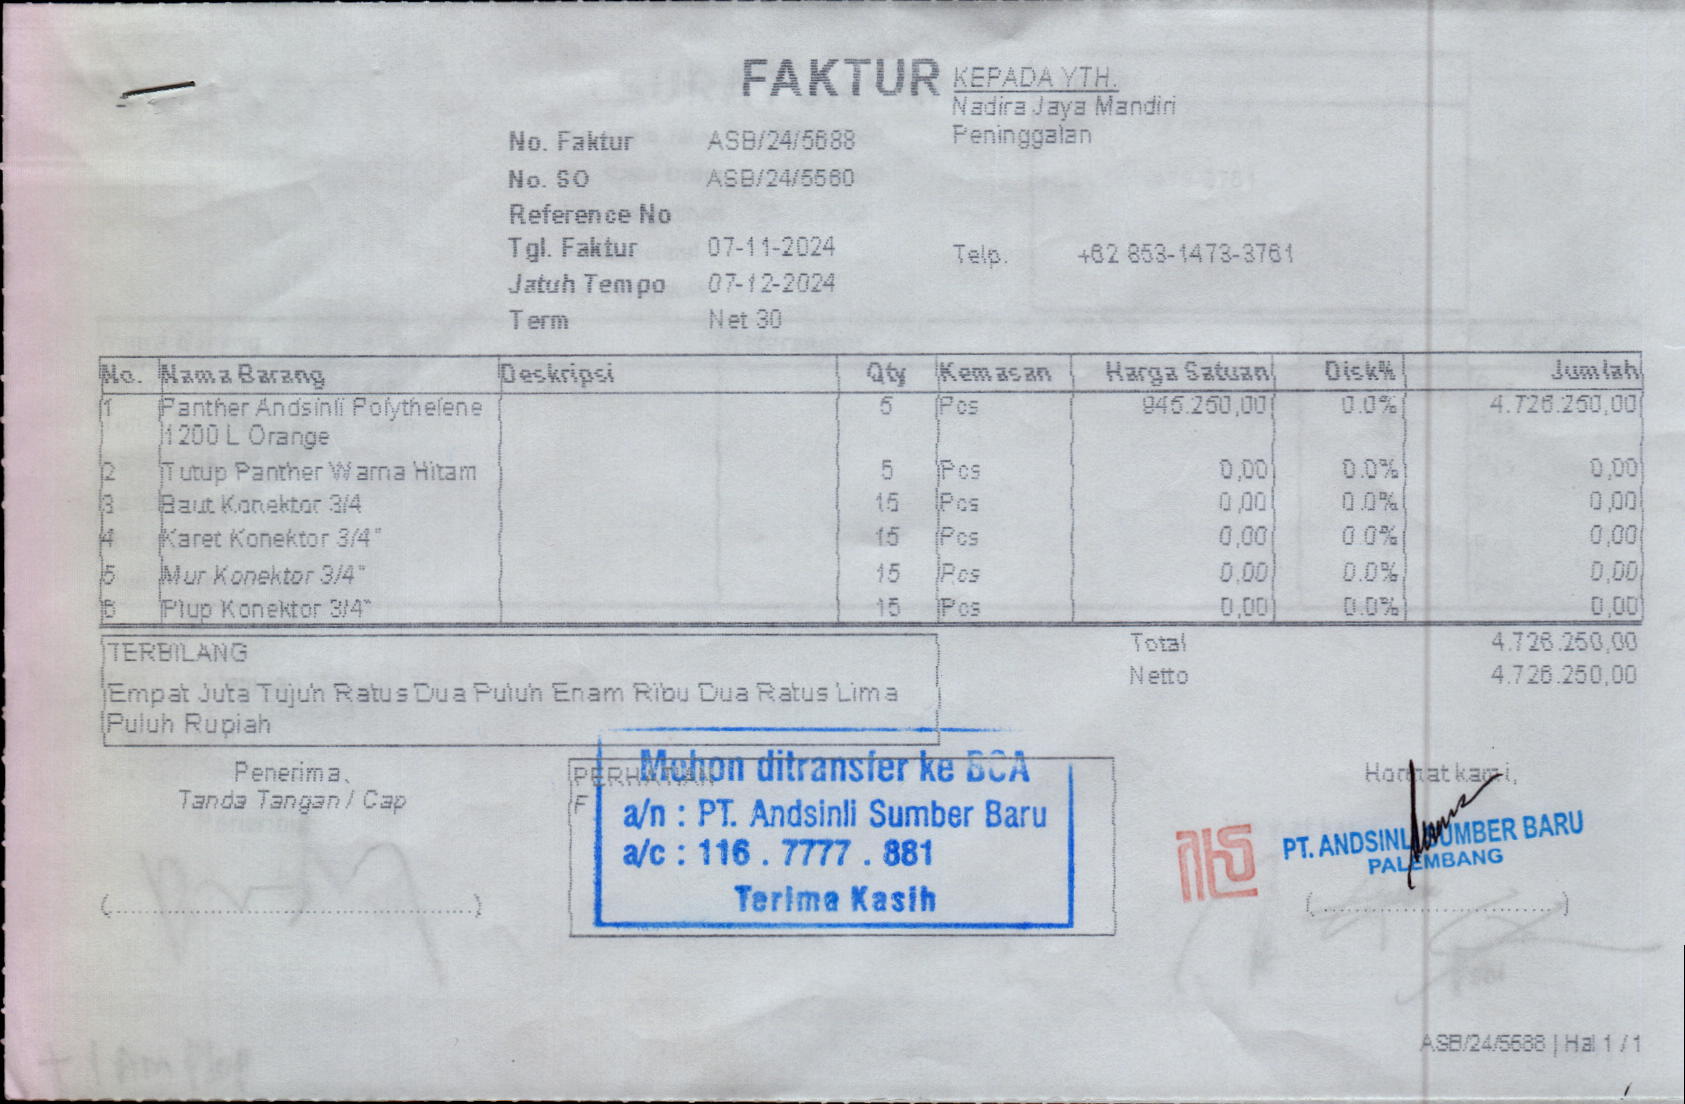 FAKTUR
KEPADA YTH.
Nadira Jaya Mandiri
Peninggalan
No. Faktur ASB/24/5688
No. SO ASB/24/5560
Reference No
Tgl. Faktur 07-11-2024
Telp. +62 853-1473-3761
Jatuh Tempo 07-12-2024
Term Net 30
No. Nama Barang Deskripsi Qty Kemasan Harga Satuan Disk% Jumlah
1 Panther Andsinli Polythelene 5 Pcs 945.250,00 0.0% 4.726.250,00
1200 L Orange
2 Tutup Panther Warna Hitam 5 Pcs 0,00 0.0% 0,00
3 Baut Konektor 3/4 15 Pcs 0,00 0.0% 0,00
4 Karet Konektor 3/4" 15 Pcs 0,00 0.0% 0,00
5 Mur Konektor 3/4" 15 Pcs 0,00 0.0% 0,00
6 Plup Konektor 3/4" 15 Pcs 0,00 0.0% 0,00
Total 4.726.250,00
Netto 4.726.250,00
TERBILANG
Empat Juta Tujuh Ratus Dua Puluh Enam Ribu Dua Ratus Lima
Puluh Rupiah
Penerima,
Tanda Tangan / Cap
(..................................................)
PERHATIAN
F
Mohon ditransfer ke BCA
a/n : PT. Andsinli Sumber Baru
a/c : 116 . 7777 . 881
Terima Kasih
Hormat kami,
PT. ANDSINLI SUMBER BARU
PALEMBANG
(..................................)
ASB/24/5688 | Hal 1 / 1